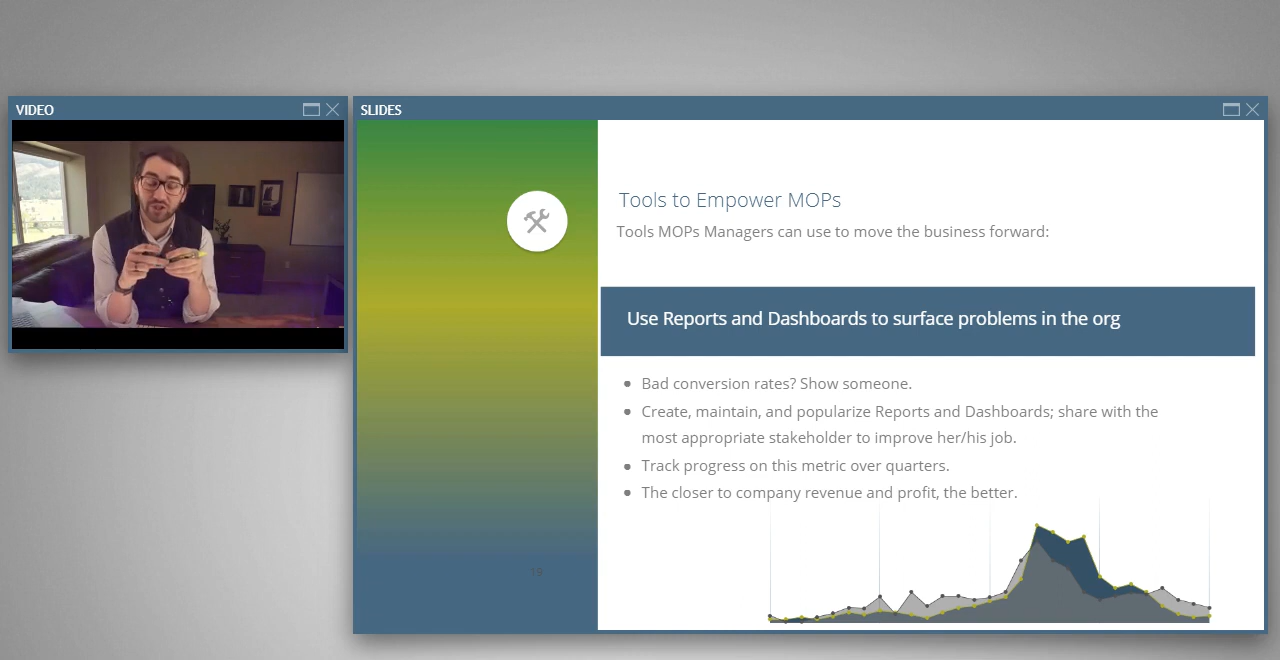 VIDEO
SLIDES
Tools to Empower MOPs
Tools MOPs Managers can use to move the business forward:
Use Reports and Dashboards to surface problems in the org
Bad conversion rates? Show someone.
Create, maintain, and popularize Reports and Dashboards; share with the
most appropriate stakeholder to improve her/his job.
Track progress on this metric over quarters.
The closer to company revenue and profit, the better.
19